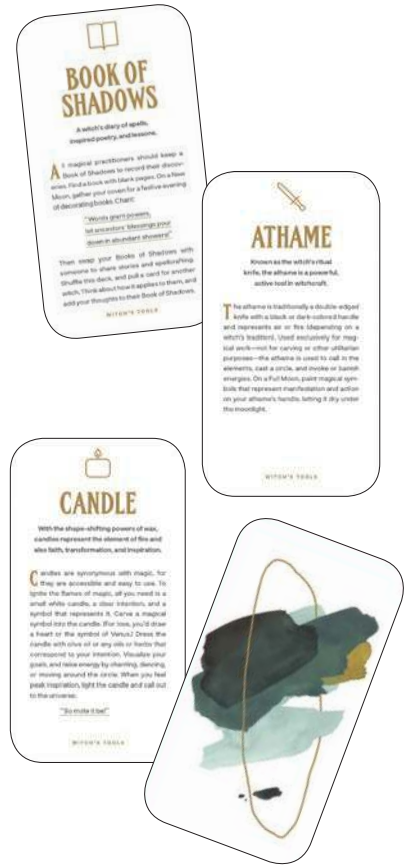 BOOK OF
SHADOWS
A witch's diary of spells,
inspired poetry, and lessons.
All magical practitioners should keep a
Book of Shadows to record their discov-
eries. Find a book with blank pages. On a New
Moon, gather your coven for a festive evening
of decorating books. Chant:
"Words grant powers,
let ancestors' blessings pour
down in abundant showers!"
Then swap your Books of Shadows with
someone to share stories and spellcrafting.
Shuffle this deck, and pull a card for another
witch. Think about how it applies to them, and
add your thoughts to their Book of Shadows.
WITCH'S TOOLS
ATHAME
Known as the witch's ritual
knife, the athame is a powerful,
active tool in witchcraft.
The athame is traditionally a double-edged
knife with a black or dark-colored handle
and represents air or fire (depending on a
witch's tradition). Used exclusively for mag-
ical work—not for carving or other utilitarian
purposes—the athame is used to call in the
elements, cast a circle, and invoke or banish
energies. On a Full Moon, paint magical sym-
bols that represent manifestation and action
on your athame's handle, letting it dry under
the moonlight.
WITCH'S TOOLS
CANDLE
With the shape-shifting powers of wax,
candles represent the element of fire and
also faith, transformation, and inspiration.
Candles are synonymous with magic, for
they are accessible and easy to use. To
ignite the flames of magic, all you need is a
small white candle, a clear intention, and a
symbol that represents it. Carve a magical
symbol into the candle. (For love, you'd draw
a heart or the symbol of Venus.) Dress the
candle with olive oil or any oils or herbs that
correspond to your intention. Visualize your
goals, and raise energy by chanting, dancing,
or moving around the circle. When you feel
peak inspiration, light the candle and call out
to the universe:
"So mote it be!"
WITCH'S TOOLS